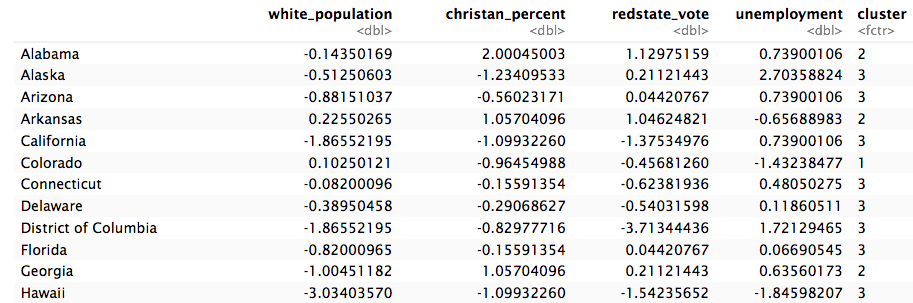 white_population christan_percent redstate_vote unemployment cluster
<dbl> <dbl> <dbl> <dbl> <fctr>
Alabama -0.14350169 2.00045003 1.12975159 0.73900106 2
Alaska -0.51250603 -1.23409533 0.21121443 2.70358824 3
Arizona -0.88151037 -0.56023171 0.04420767 0.73900106 3
Arkansas 0.22550265 1.05704096 1.04624821 -0.65688983 2
California -1.86552195 -1.09932260 -1.37534976 0.73900106 3
Colorado 0.10250121 -0.96454988 -0.45681260 -1.43238477 1
Connecticut -0.08200096 -0.15591354 -0.62381936 0.48050275 3
Delaware -0.38950458 -0.29068627 -0.54031598 0.11860511 3
District of Columbia -1.86552195 -0.82977716 -3.71344436 1.72129465 3
Florida -0.82000965 -0.15591354 0.04420767 0.06690545 3
Georgia -1.00451182 1.05704096 0.21121443 0.63560173 2
Hawaii -3.03403570 -1.09932260 -1.54235652 -1.84598207 3